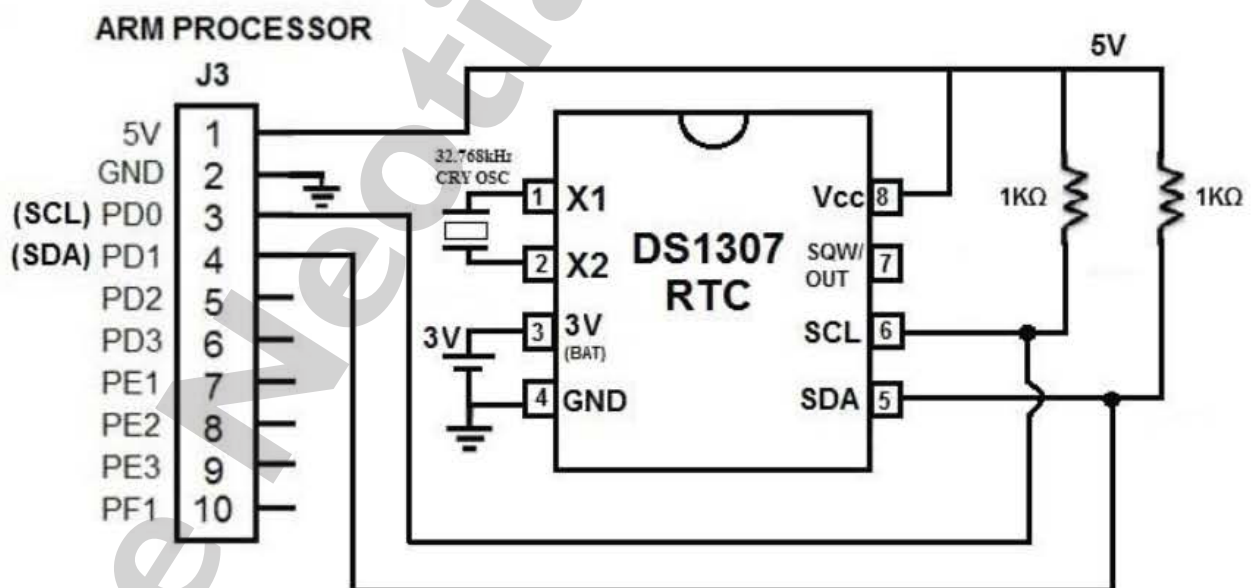 ARM PROCESSOR
J3
5V 1
GND 2
(SCL) PD0 3
(SDA) PD1 4
PD2 5
PD3 6
PE1 7
PE2 8
PE3 9
PF1 10
32.768kHz
CRY OSC
1 X1
2 X2
3V
3 3V
(BAT)
4 GND
DS1307
RTC
Vcc 8
SQW/
OUT 7
SCL 6
SDA 5
5V
1KΩ
1KΩ
e Neotia